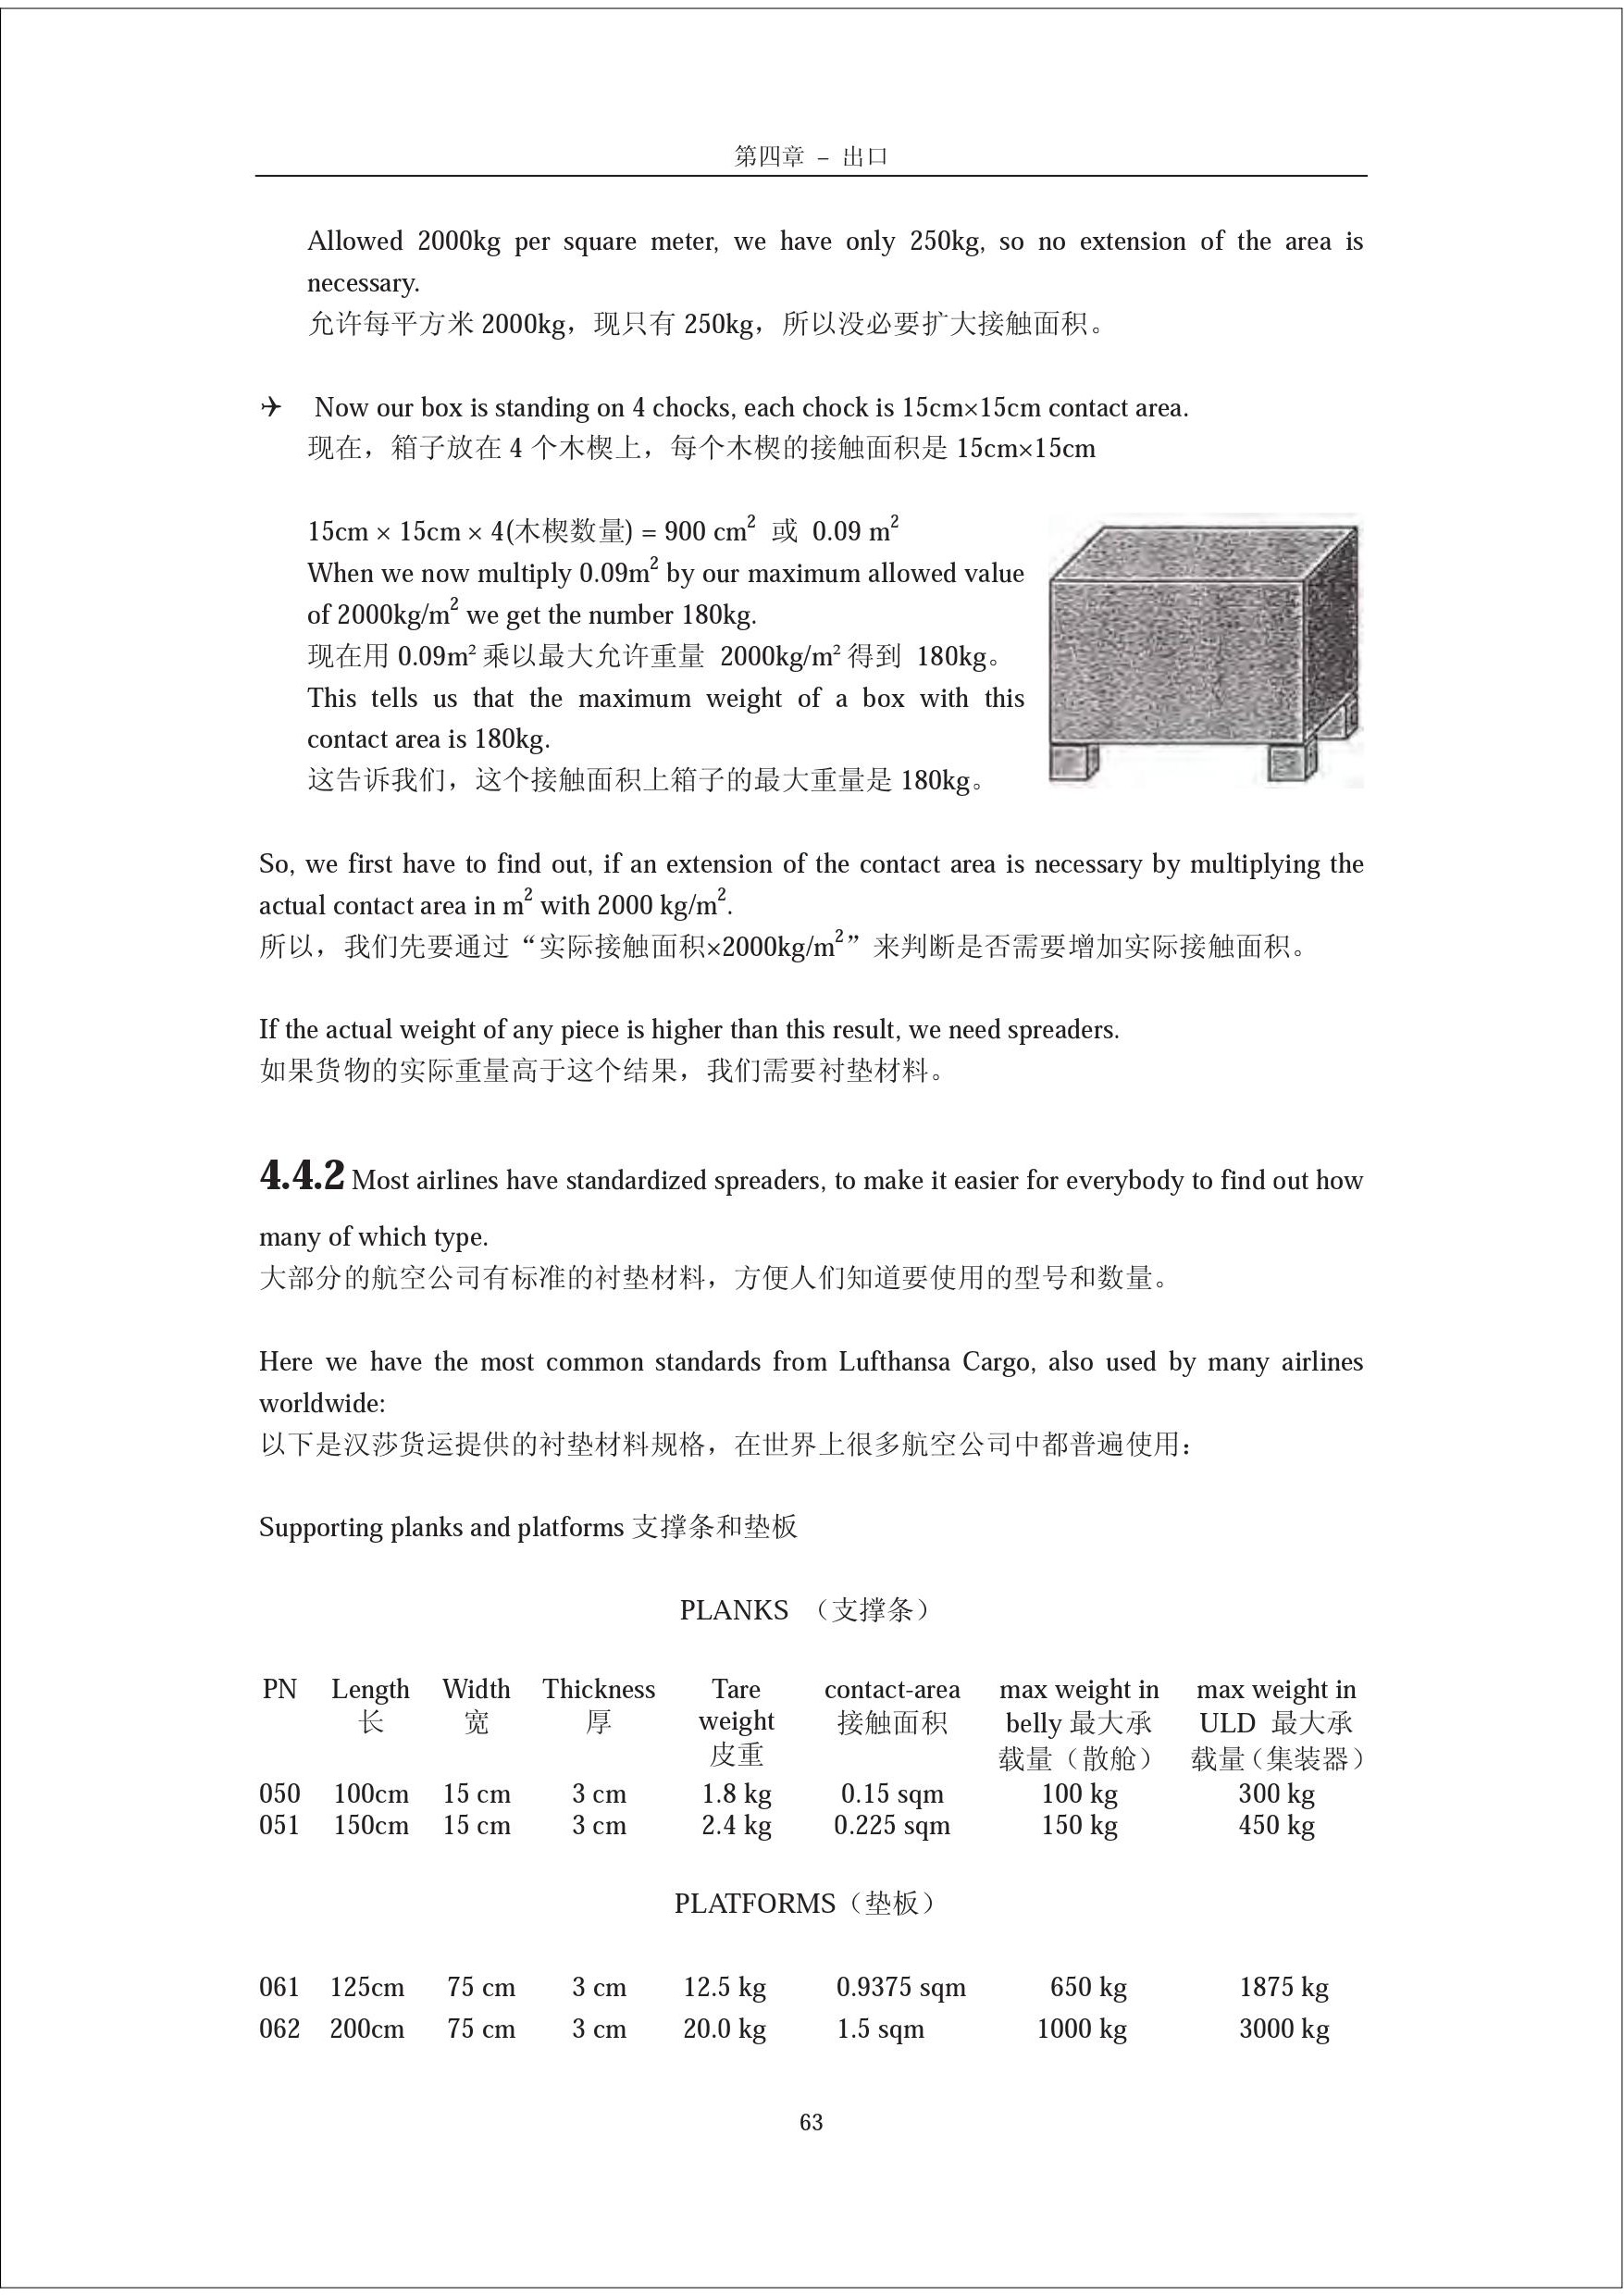 第四章 – 出口
Allowed 2000kg per square meter, we have only 250kg, so no extension of the area is
necessary.
允许每平方米 2000kg，现只有 250kg，所以没必要扩大接触面积。
✈ Now our box is standing on 4 chocks, each chock is 15cm×15cm contact area.
现在，箱子放在 4 个木楔上，每个木楔的接触面积是 15cm×15cm
15cm × 15cm × 4(木楔数量) = 900 cm² 或 0.09 m²
When we now multiply 0.09m² by our maximum allowed value
of 2000kg/m² we get the number 180kg.
现在用 0.09m² 乘以最大允许重量 2000kg/m² 得到 180kg。
This tells us that the maximum weight of a box with this
contact area is 180kg.
这告诉我们，这个接触面积上箱子的最大重量是 180kg。
So, we first have to find out, if an extension of the contact area is necessary by multiplying the
actual contact area in m² with 2000 kg/m².
所以，我们先要通过“实际接触面积×2000kg/m²”来判断是否需要增加实际接触面积。
If the actual weight of any piece is higher than this result, we need spreaders.
如果货物的实际重量高于这个结果，我们需要衬垫材料。
4.4.2 Most airlines have standardized spreaders, to make it easier for everybody to find out how
many of which type.
大部分的航空公司有标准的衬垫材料，方便人们知道要使用的型号和数量。
Here we have the most common standards from Lufthansa Cargo, also used by many airlines
worldwide:
以下是汉莎货运提供的衬垫材料规格，在世界上很多航空公司中都普遍使用：
Supporting planks and platforms 支撑条和垫板
PLANKS （支撑条）
PN Length Width Thickness Tare contact-area max weight in max weight in
长 宽 厚 weight 接触面积 belly 最大承 ULD 最大承
皮重 载量（散舱） 载量（集装器）
050 100cm 15 cm 3 cm 1.8 kg 0.15 sqm 100 kg 300 kg
051 150cm 15 cm 3 cm 2.4 kg 0.225 sqm 150 kg 450 kg
PLATFORMS（垫板）
061 125cm 75 cm 3 cm 12.5 kg 0.9375 sqm 650 kg 1875 kg
062 200cm 75 cm 3 cm 20.0 kg 1.5 sqm 1000 kg 3000 kg
63